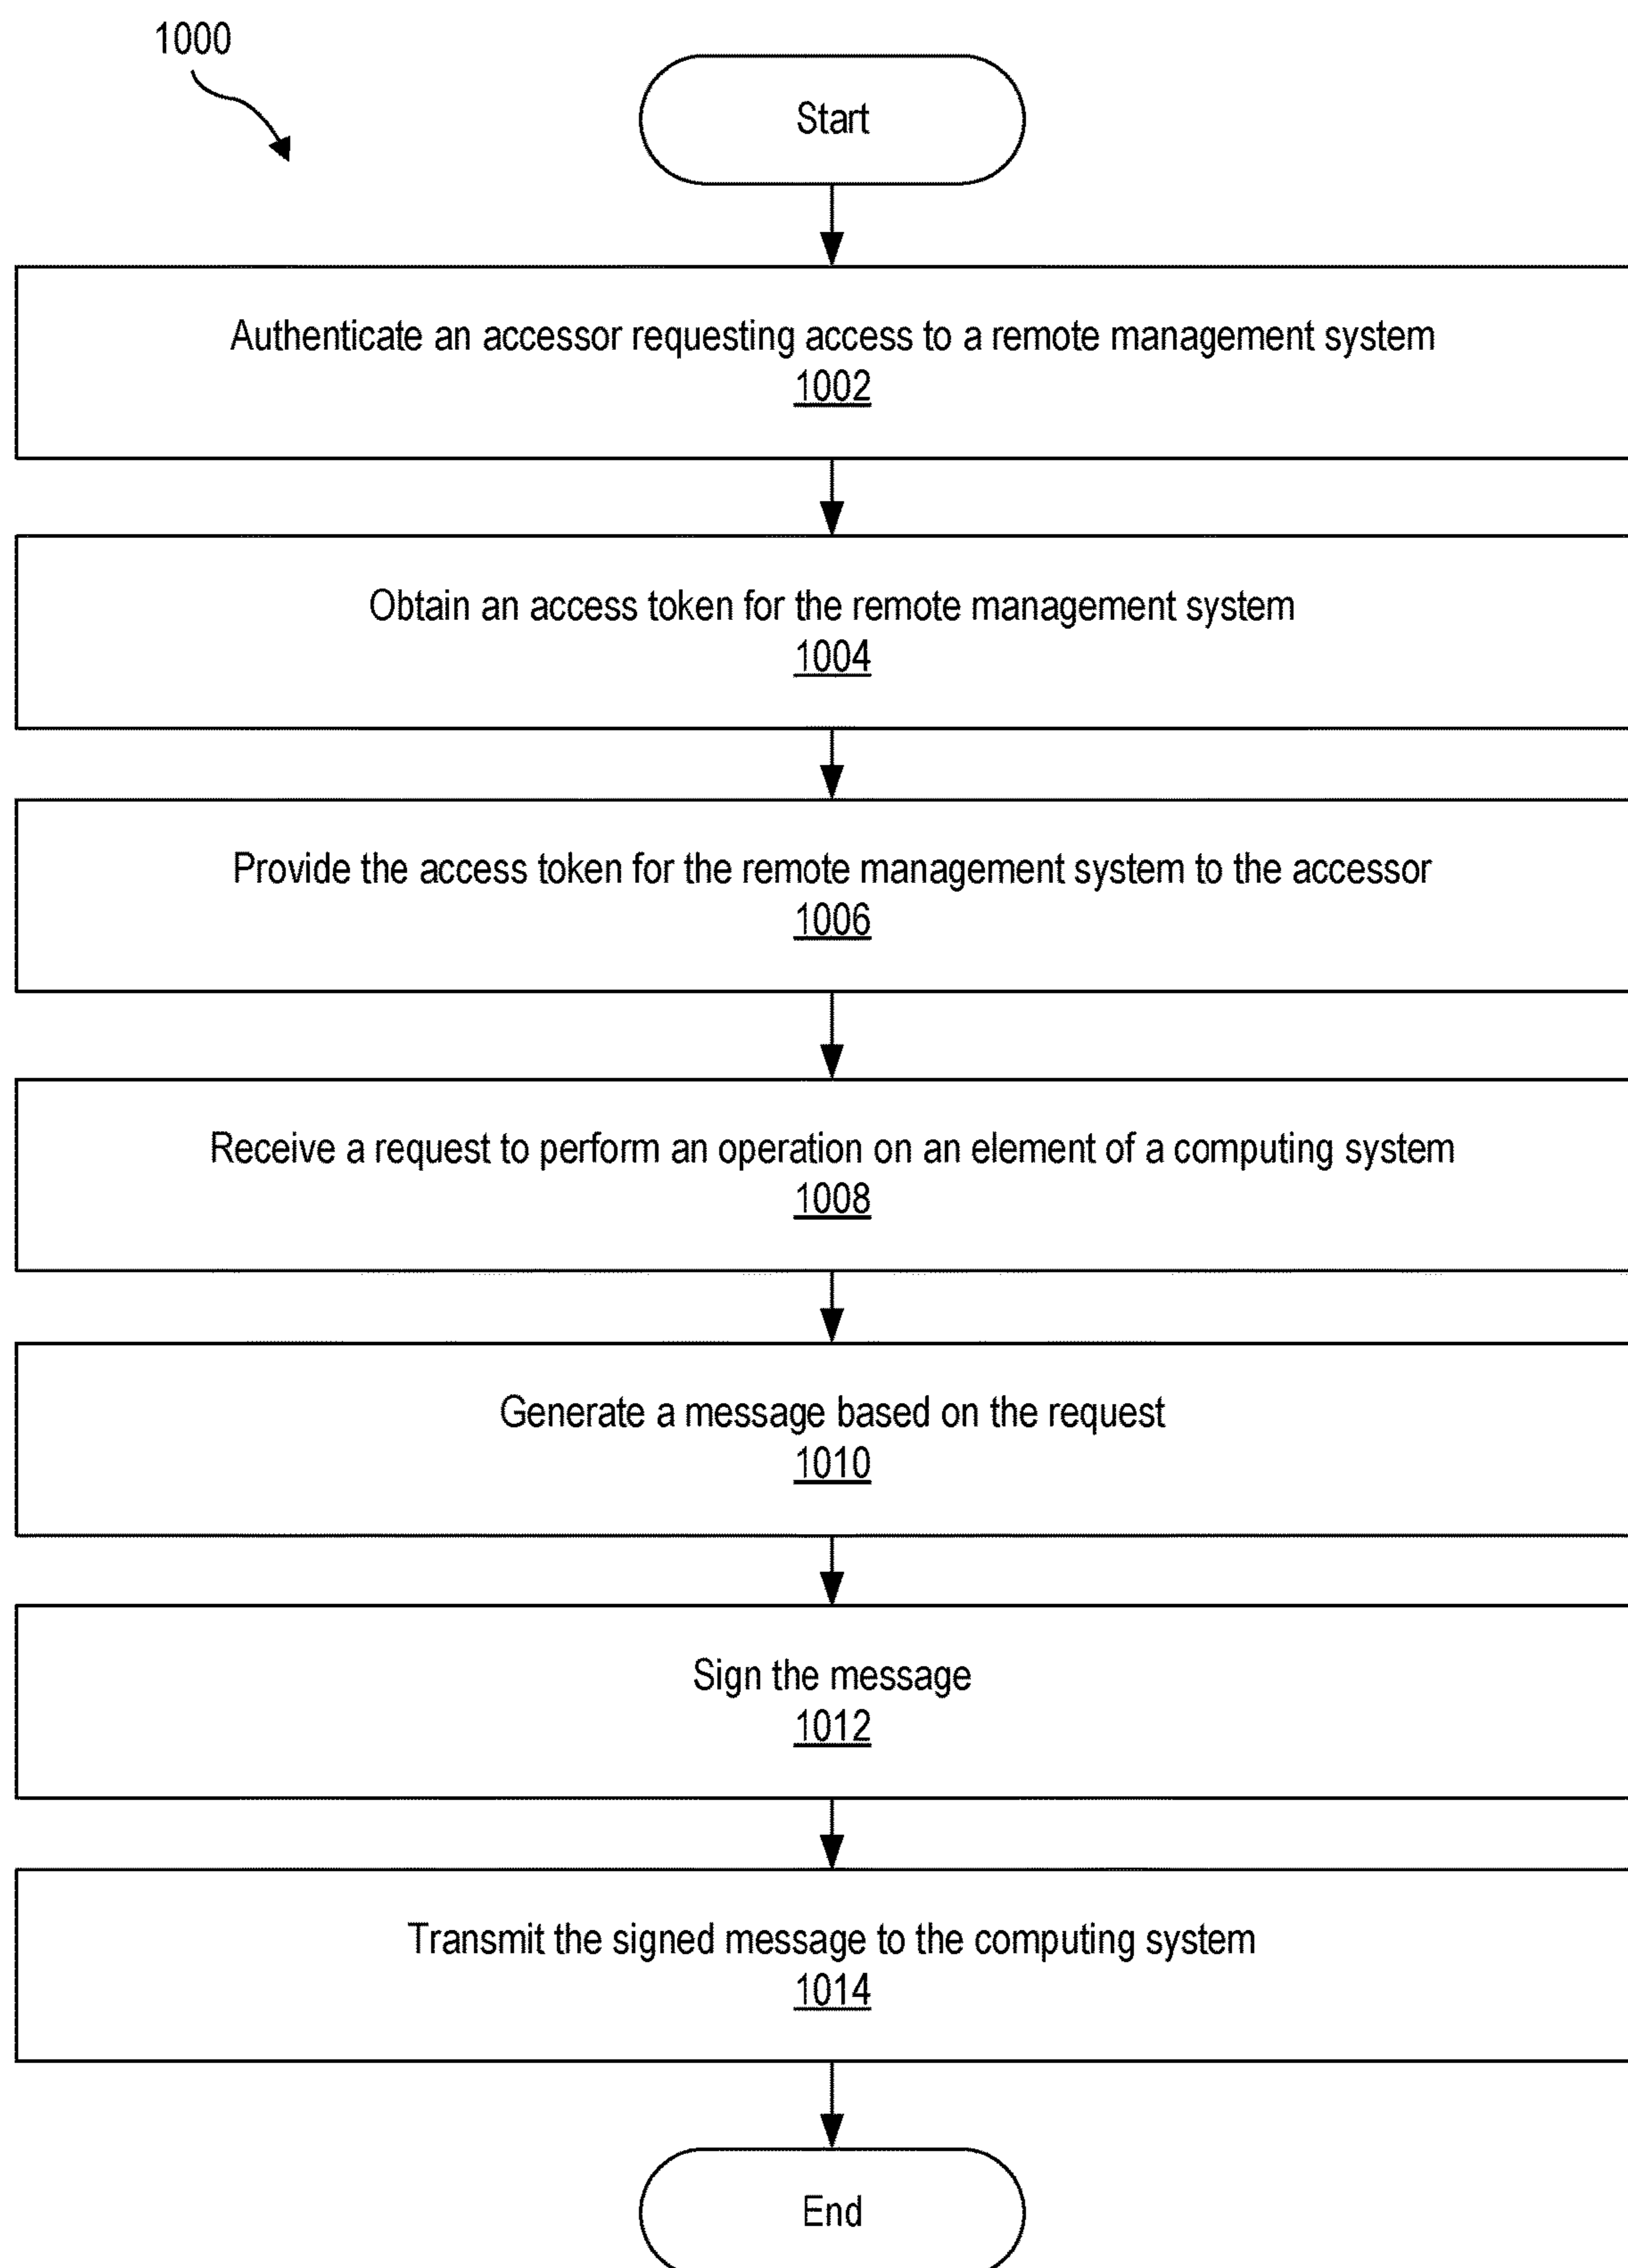 1000
Start
Authenticate an accessor requesting access to a remote management system
1002
Obtain an access token for the remote management system
1004
Provide the access token for the remote management system to the accessor
1006
Receive a request to perform an operation on an element of a computing system
1008
Generate a message based on the request
1010
Sign the message
1012
Transmit the signed message to the computing system
1014
End